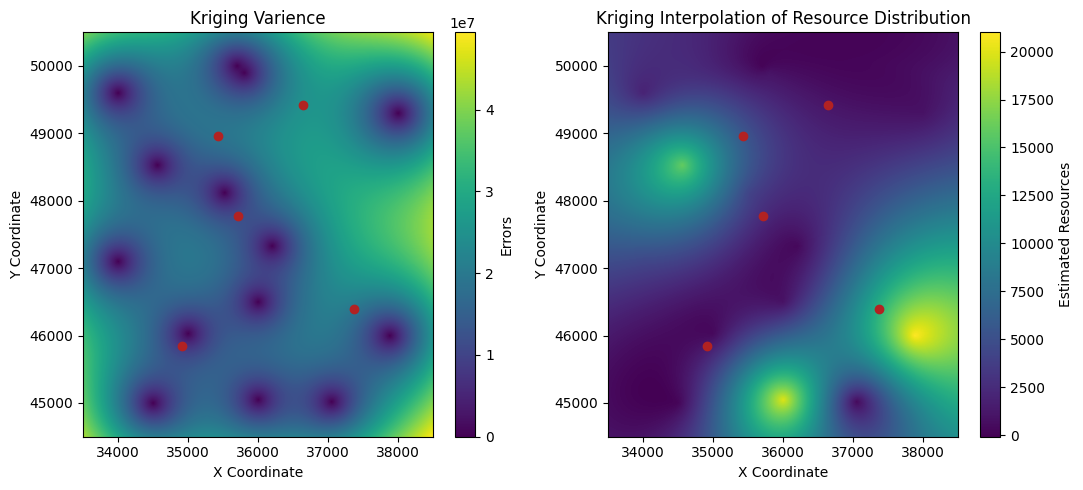 Kriging Varience
1e7
50000
49000
48000
47000
46000
45000
Y Coordinate
34000 35000 36000 37000 38000
X Coordinate
4
3
2
1
0
Errors
Kriging Interpolation of Resource Distribution
50000
49000
48000
47000
46000
45000
Y Coordinate
34000 35000 36000 37000 38000
X Coordinate
20000
17500
15000
12500
10000
7500
5000
2500
0
Estimated Resources